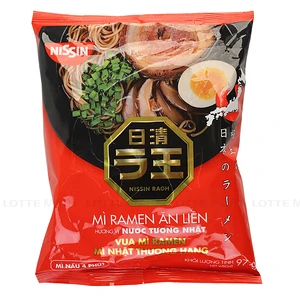 NISSIN
日清
ラ王
NISSIN RAOH
日本のラーメン
MÌ RAMEN ĂN LIỀN
HƯƠNG VỊ NƯỚC TƯƠNG NHẬT
VUA MÌ RAMEN
MÌ NHẬT THƯỢNG HẠNG
MÌ NẤU 4 PHÚT
KHỐI LƯỢNG TỊNH
97g
LOTTE M